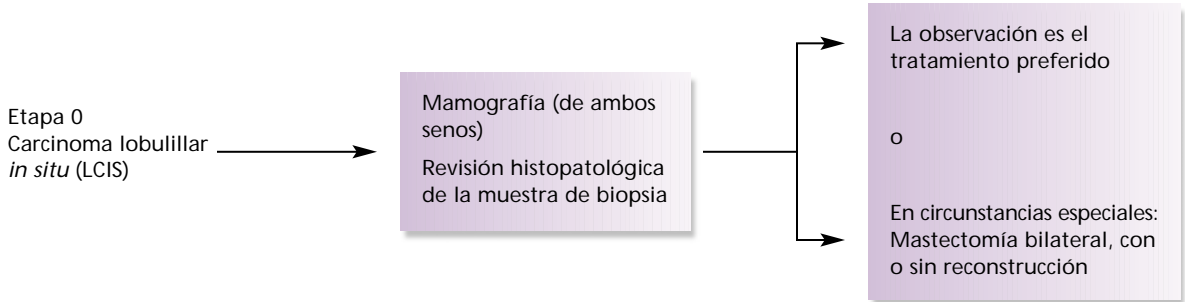 Etapa 0
Carcinoma lobulillar
in situ (LCIS)
Mamografía (de ambos
senos)
Revisión histopatológica
de la muestra de biopsia
La observación es el
tratamiento preferido
o
En circunstancias especiales:
Mastectomía bilateral, con
o sin reconstrucción